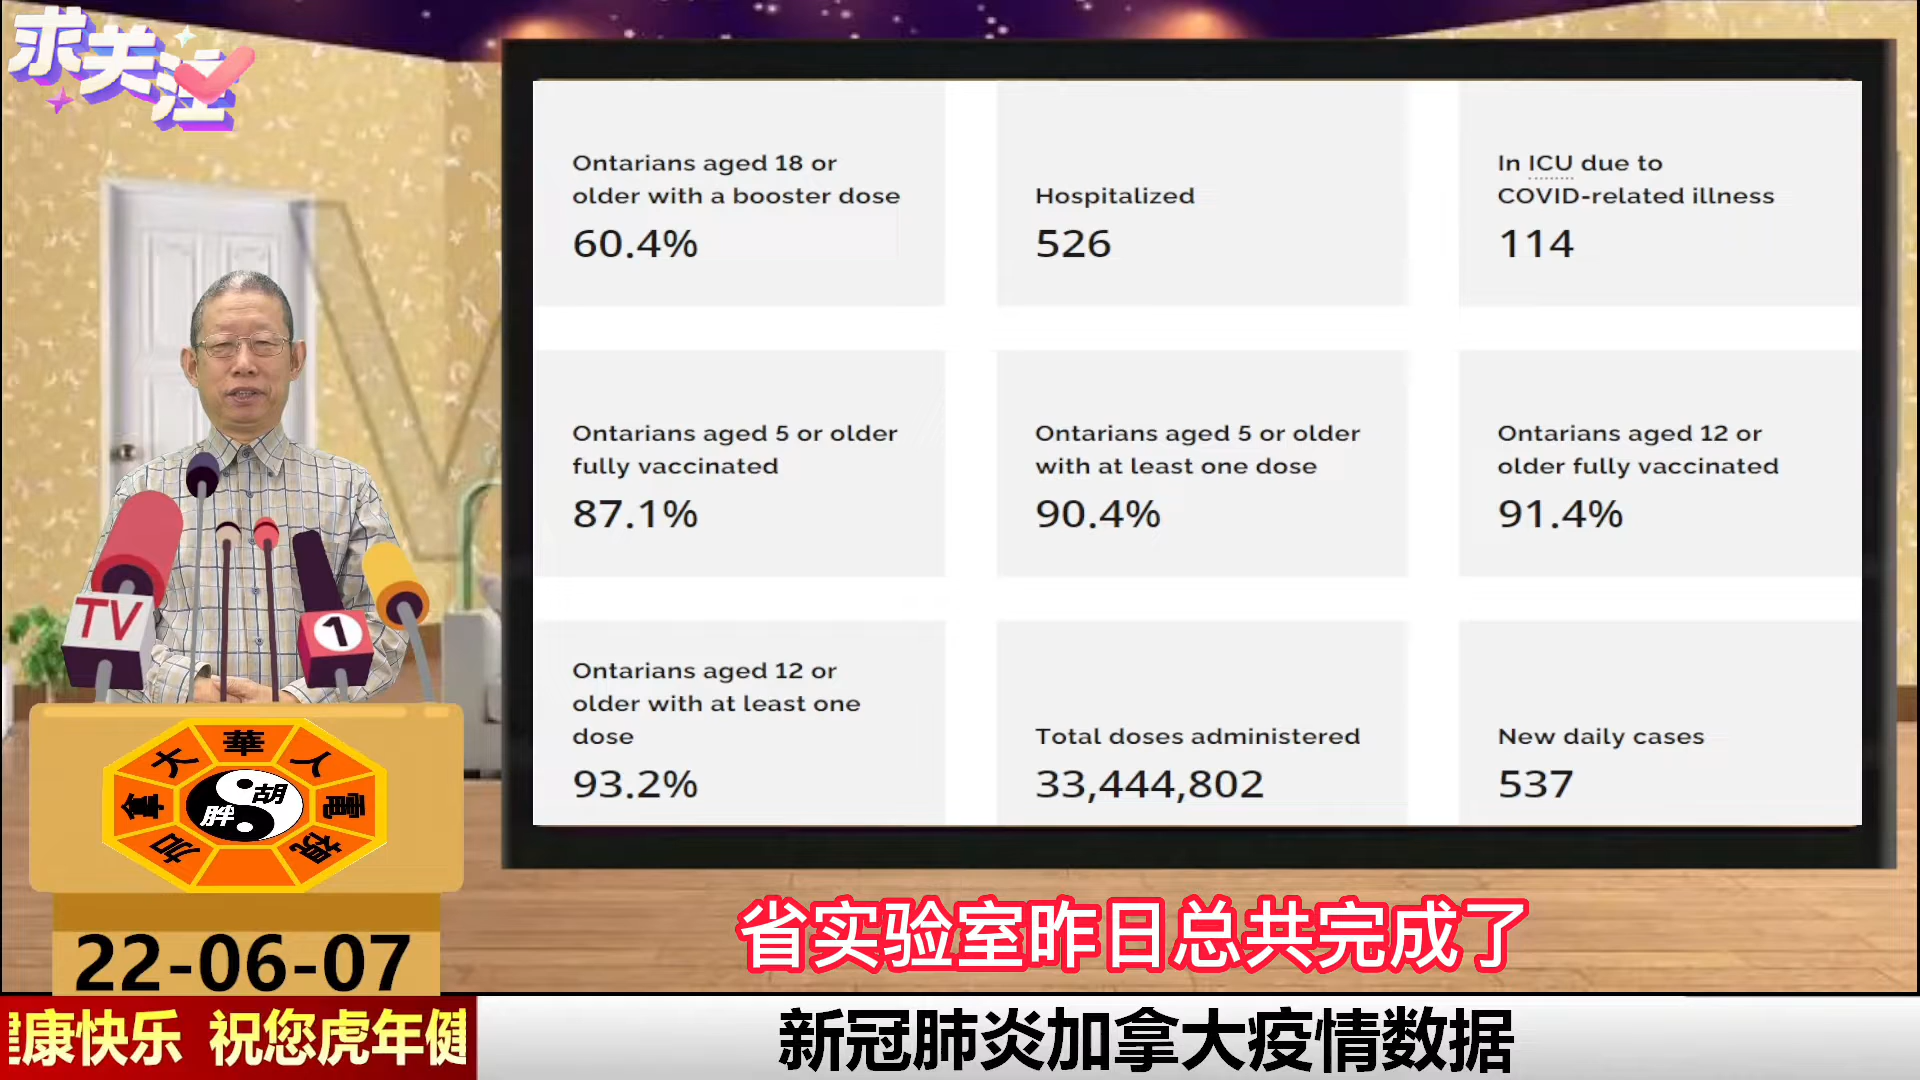 求关注
Ontarians aged 18 or
older with a booster dose
60.4%
Hospitalized
526
In ICU due to
COVID-related illness
114
Ontarians aged 5 or older
fully vaccinated
87.1%
Ontarians aged 5 or older
with at least one dose
90.4%
Ontarians aged 12 or
older fully vaccinated
91.4%
Ontarians aged 12 or
older with at least one
dose
93.2%
Total doses administered
33,444,802
New daily cases
537
TV
1
加拿大華人電視
胡
胖
22-06-07
省实验室昨日总共完成了
健康快乐 祝您虎年健
新冠肺炎加拿大疫情数据